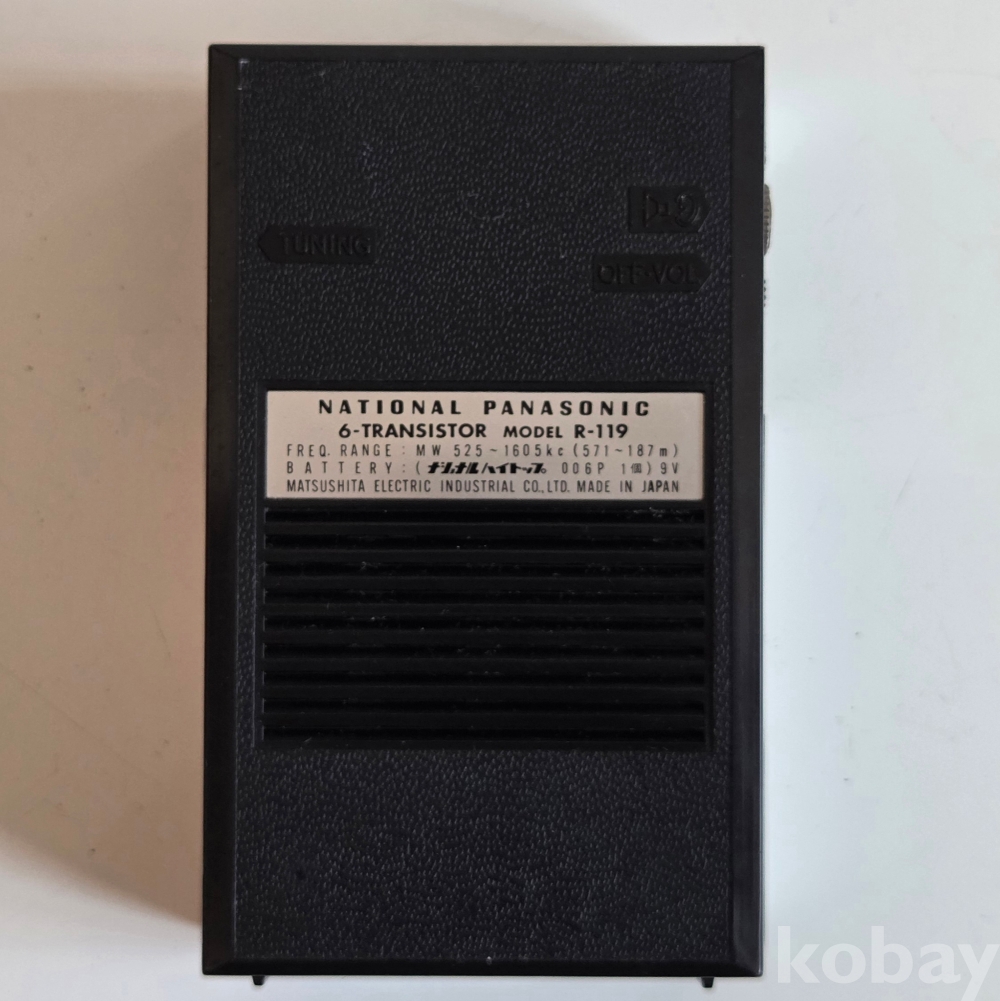 TUNING
OFF•VOL
NATIONAL PANASONIC
6-TRANSISTOR MODEL R-119
FREQ. RANGE : MW 525~1605kc (571~187m)
BATTERY : (ナショナルハイトップ 006P 1個) 9V
MATSUSHITA ELECTRIC INDUSTRIAL CO., LTD. MADE IN JAPAN
kobay